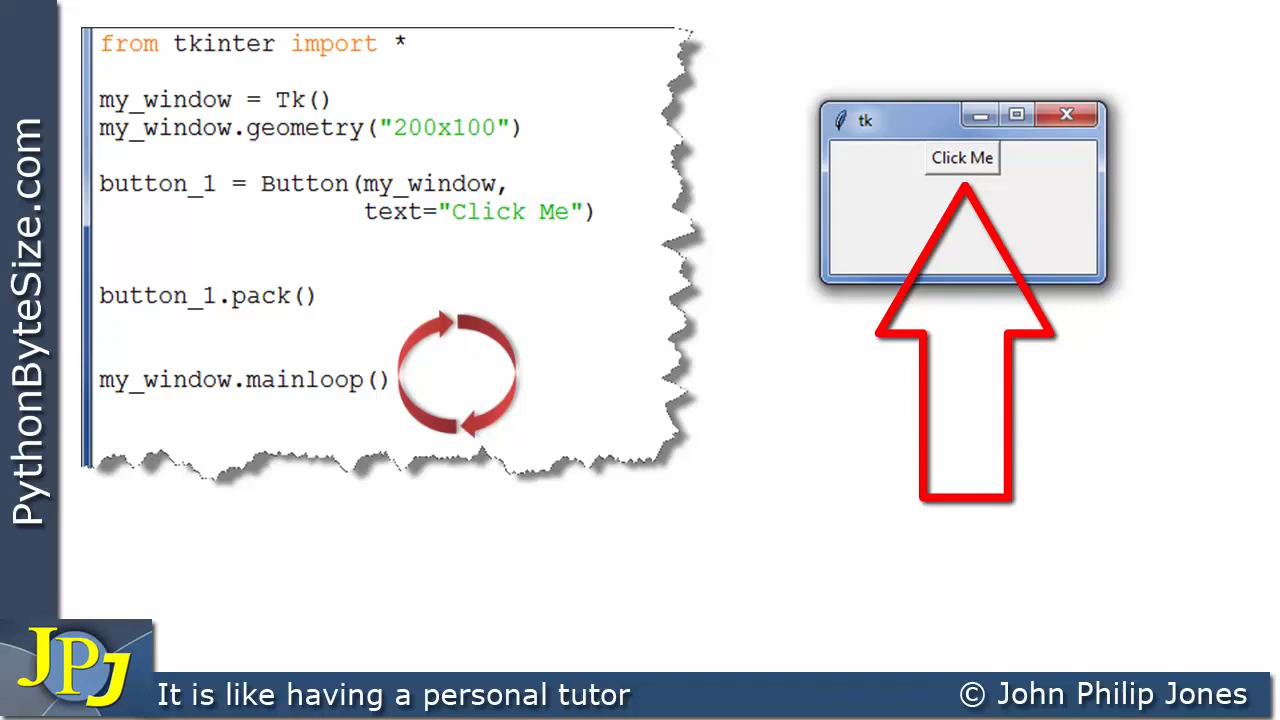 PythonByteSize.com
from tkinter import *
my_window = Tk()
my_window.geometry("200x100")
button_1 = Button(my_window,
text="Click Me")
button_1.pack()
my_window.mainloop()
tk
Click Me
JPJ
It is like having a personal tutor
© John Philip Jones